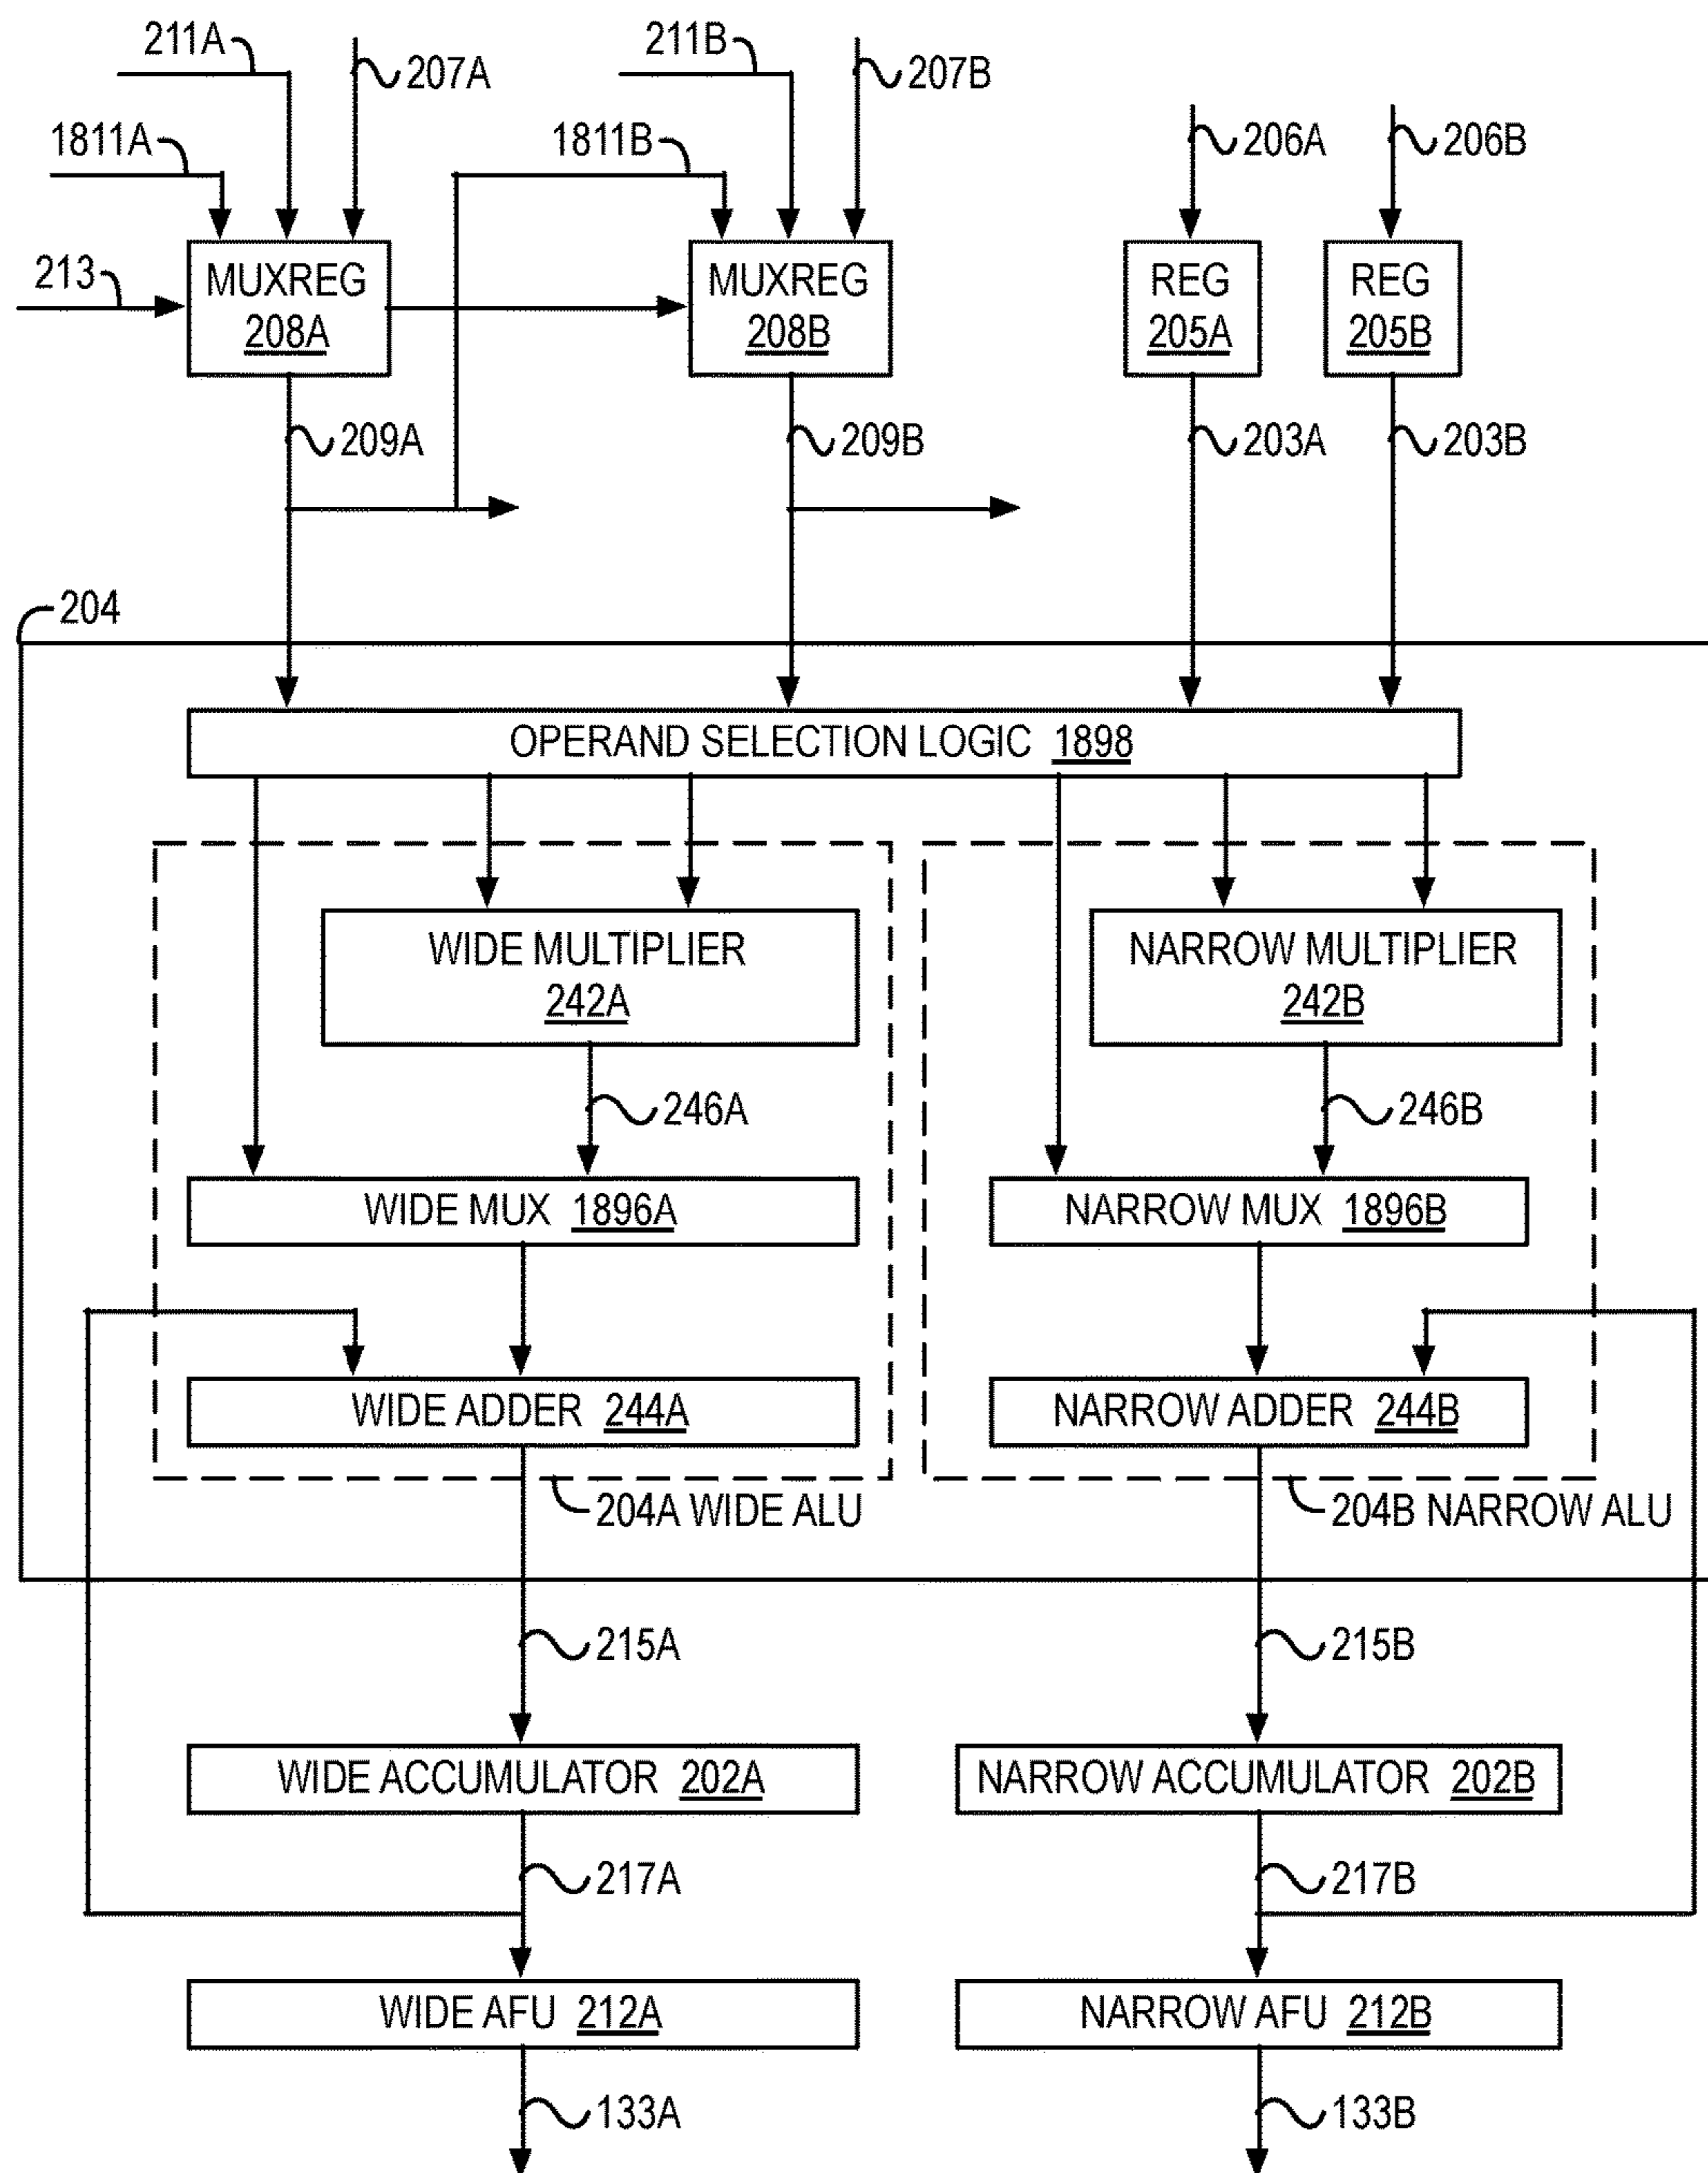 211A
207A
211B
207B
1811A
1811B
206A
206B
213
MUXREG
208A
MUXREG
208B
REG
205A
REG
205B
209A
209B
203A
203B
204
OPERAND SELECTION LOGIC 1898
WIDE MULTIPLIER
242A
NARROW MULTIPLIER
242B
246A
246B
WIDE MUX 1896A
NARROW MUX 1896B
WIDE ADDER 244A
NARROW ADDER 244B
204A WIDE ALU
204B NARROW ALU
215A
215B
WIDE ACCUMULATOR 202A
NARROW ACCUMULATOR 202B
217A
217B
WIDE AFU 212A
NARROW AFU 212B
133A
133B